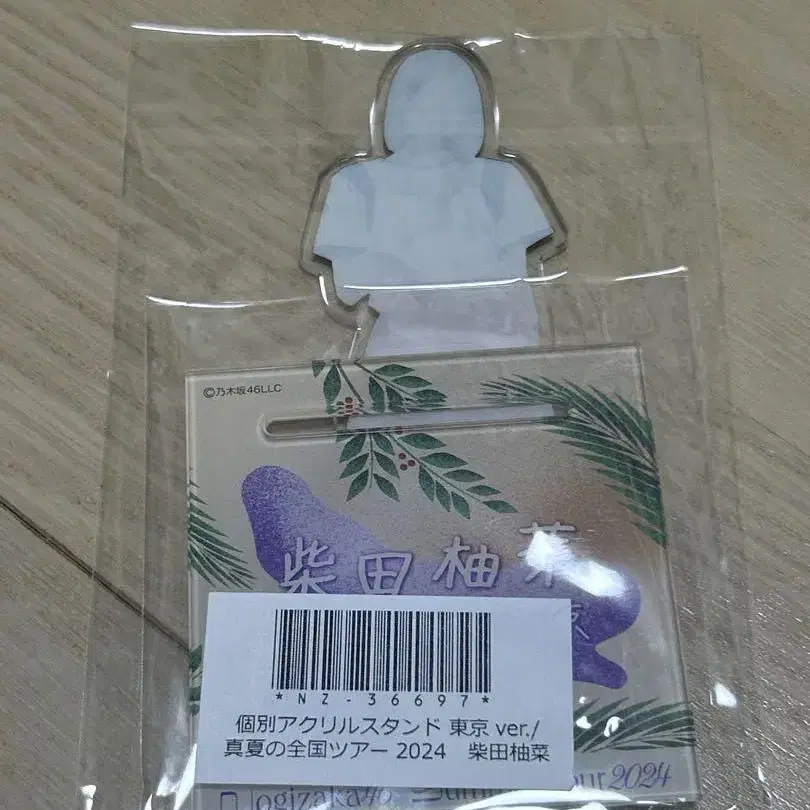 ©乃木坂46LLC
柴田柚菜
*NZ-36697*
個別アクリルスタンド 東京 ver./
真夏の全国ツアー 2024 柴田柚菜
ogizaka46 2024